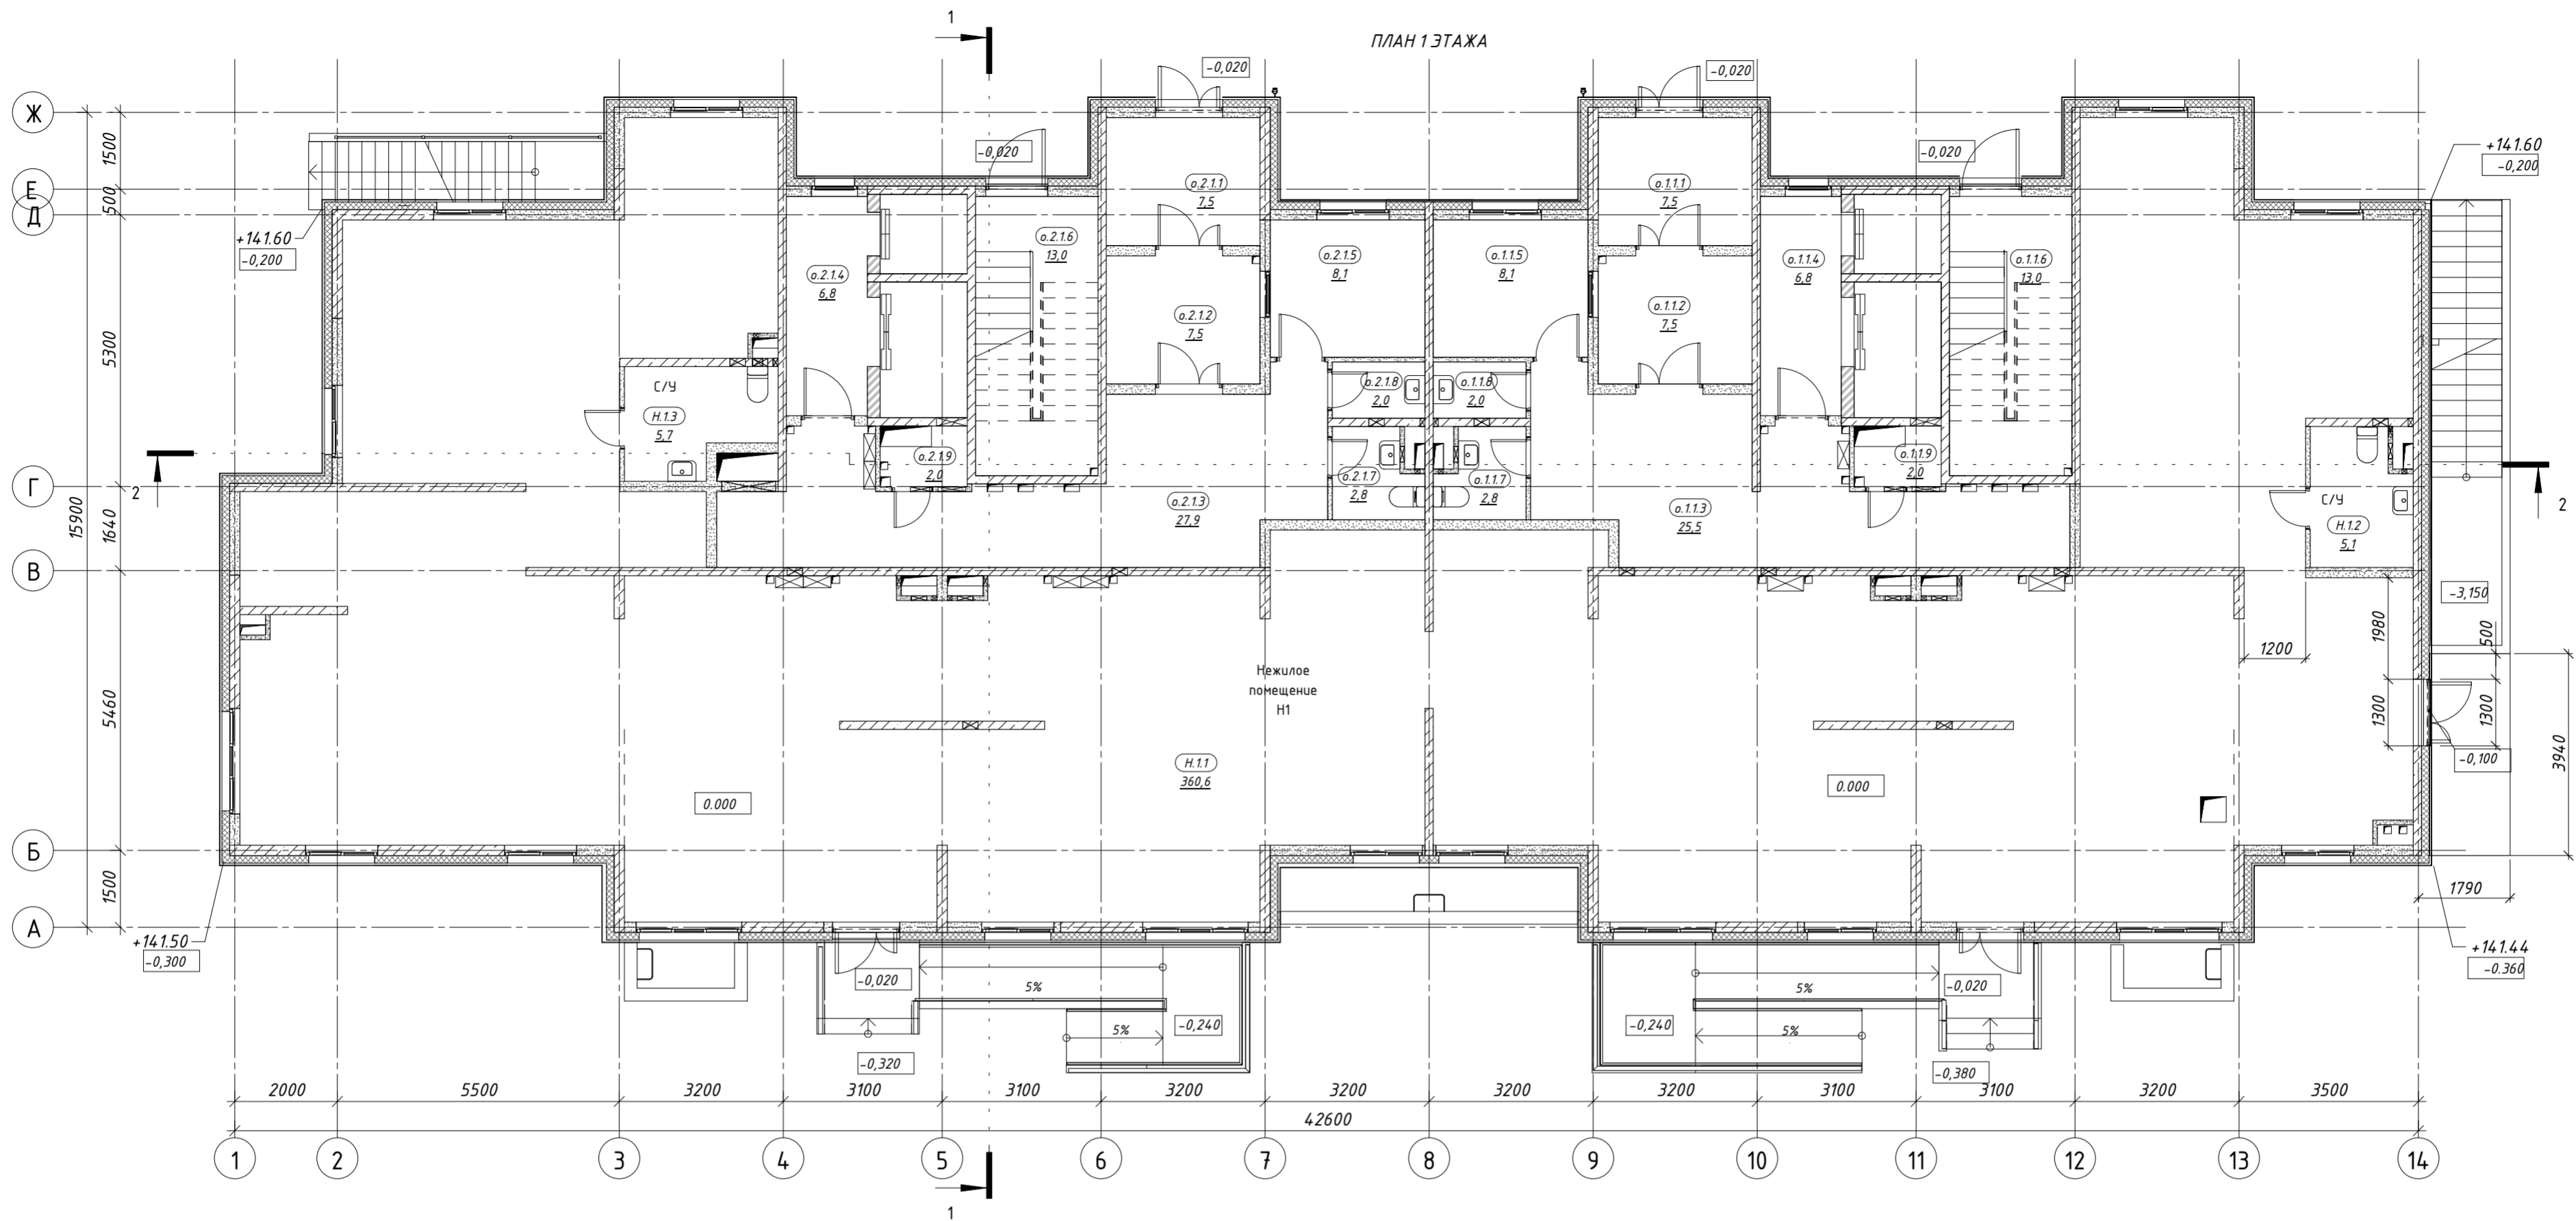 1
ПЛАН 1 ЭТАЖА
-0,020
-0,020
Ж
1500
-0,020
-0,020
+141.60
-0,200
Е
500
Д
о.2.1.1
7,5
о.1.1.1
7,5
+141.60
-0,200
о.2.1.6
13,0
о.2.1.4
6,8
о.2.1.5
8,1
о.1.1.5
8,1
о.1.1.4
6,8
о.1.1.6
13,0
5300
о.2.1.2
7,5
о.1.1.2
7,5
С/У
Н.1.3
5,7
о.2.1.8
2,0
о.1.1.8
2,0
о.2.1.9
2,0
о.1.1.9
2,0
2
Г
о.2.1.7
2,8
о.1.1.7
2,8
С/У
Н.1.2
5,1
2
15900
1640
о.2.1.3
27,9
о.1.1.3
25,5
В
-3,150
1980
500
1200
5460
Нежилое
помещение
Н1
1300
1300
3940
-0,100
Н.1.1
360,6
0.000
0.000
Б
1500
1790
А
+141.50
-0,300
+141.44
-0.360
-0,020
5%
5%
-0,240
-0,320
-0,020
5%
5%
-0,240
-0,380
2000
5500
3200
3100
3100
3200
3200
3200
3200
3100
3100
3200
3500
42600
1
2
3
4
5
6
7
8
9
10
11
12
13
14
1